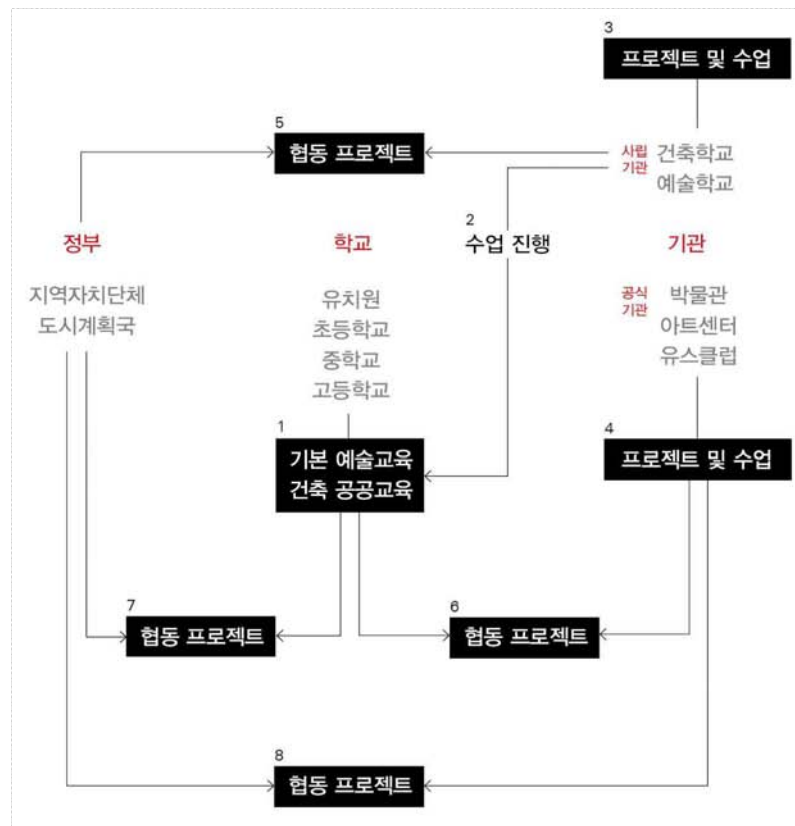 3
프로젝트 및 수업
5
협동 프로젝트
사립
기관
건축학교
예술학교
2
수업 진행
정부
학교
기관
지역자치단체
도시계획국
유치원
초등학교
중학교
고등학교
공식
기관
박물관
아트센터
유스클럽
1
기본 예술교육
건축 공공교육
4
프로젝트 및 수업
7
협동 프로젝트
6
협동 프로젝트
8
협동 프로젝트